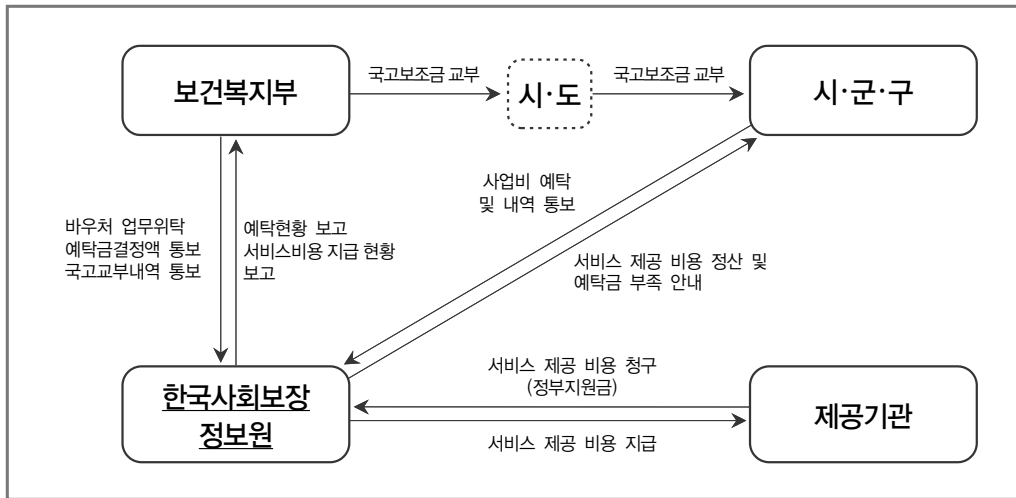 보건복지부
국고보조금 교부
시·도
국고보조금 교부
시·군·구
사업비 예탁
및 내역 통보
바우처 업무위탁
예탁금결정액 통보
국고교부내역 통보
예탁현황 보고
서비스비용 지급 현황
보고
서비스 제공 비용 정산 및
예탁금 부족 안내
한국사회보장
정보원
서비스 제공 비용 청구
(정부지원금)
서비스 제공 비용 지급
제공기관